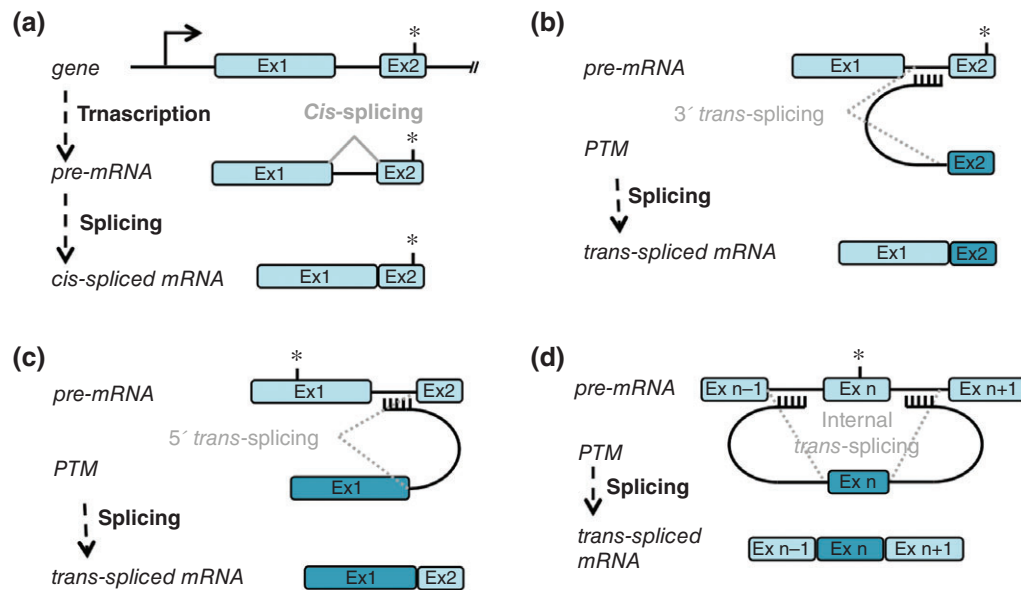 (a)
*
gene
Ex1
Ex2
Trnascription
Cis-splicing
*
pre-mRNA
Ex1
Ex2
Splicing
*
cis-spliced mRNA
Ex1
Ex2
(b)
*
pre-mRNA
Ex1
Ex2
3´ trans-splicing
PTM
Ex2
Splicing
trans-spliced mRNA
Ex1
Ex2
(c)
*
pre-mRNA
Ex1
Ex2
5´ trans-splicing
PTM
Ex1
Splicing
trans-spliced mRNA
Ex1
Ex2
(d)
*
pre-mRNA
Ex n–1
Ex n
Ex n+1
Internal
trans-splicing
PTM
Ex n
Splicing
trans-spliced
mRNA
Ex n–1
Ex n
Ex n+1